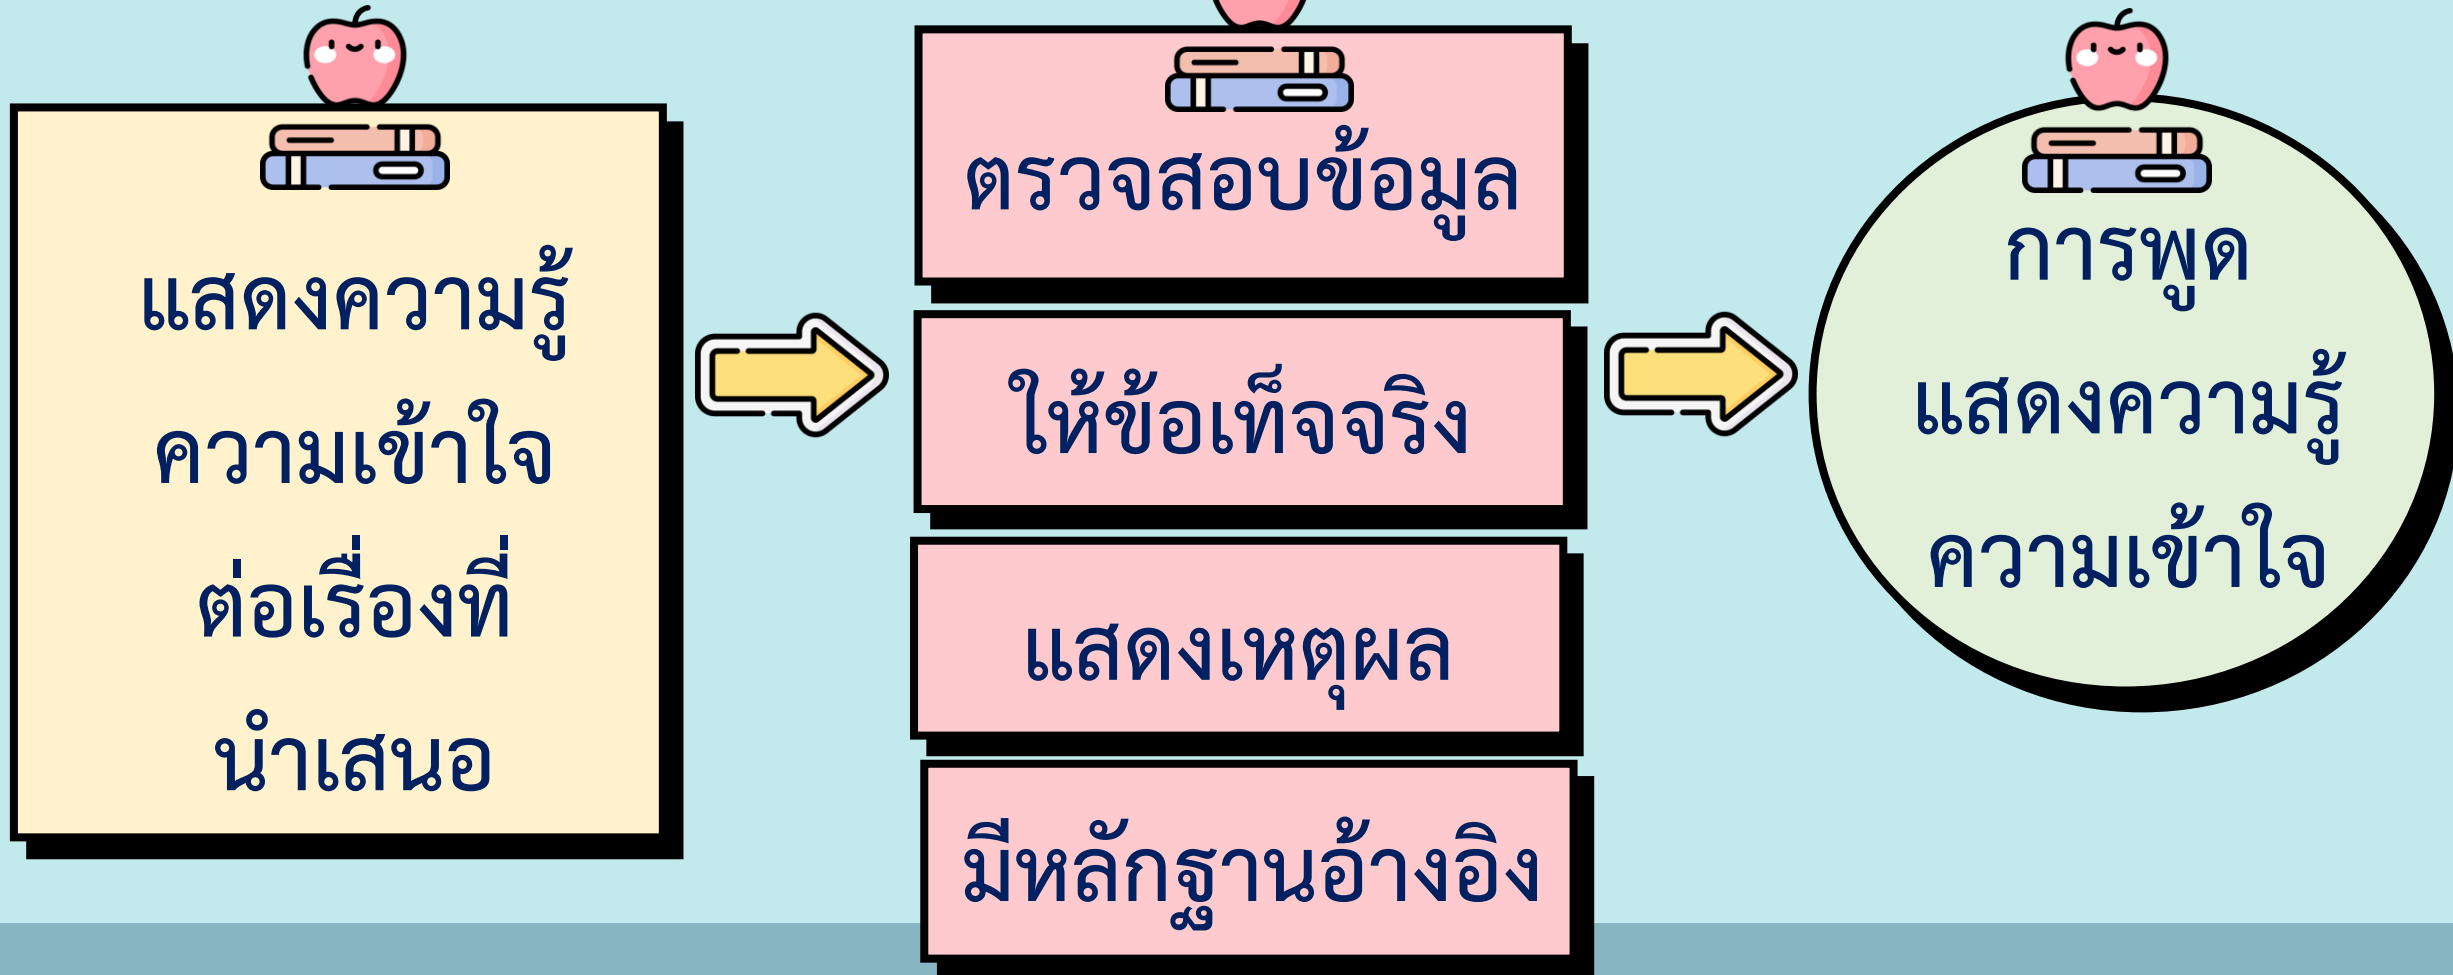 แสดงความรู้
ความเข้าใจ
ต่อเรื่องที่
นำเสนอ
ตรวจสอบข้อมูล
ให้ข้อเท็จจริง
แสดงเหตุผล
มีหลักฐานอ้างอิง
การพูด
แสดงความรู้
ความเข้าใจ